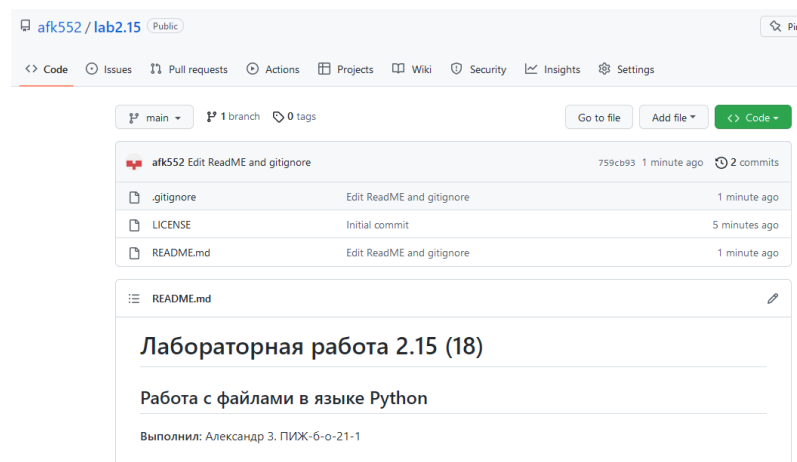 afk552 / lab2.15 Public Pi
Code Issues Pull requests Actions Projects Wiki Security Insights Settings
main 1 branch 0 tags Go to file Add file Code
afk552 Edit ReadME and gitignore 759cb93 1 minute ago 2 commits
.gitignore Edit ReadME and gitignore 1 minute ago
LICENSE Initial commit 5 minutes ago
README.md Edit ReadME and gitignore 1 minute ago
README.md
Лабораторная работа 2.15 (18)
Работа с файлами в языке Python
Выполнил: Александр З. ПИЖ-б-о-21-1